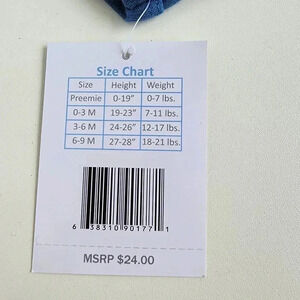 Size Chart
Size Height Weight
Preemie 0-19" 0-7 lbs.
0-3 M 19-23" 7-11 lbs.
3-6 M 24-26" 12-17 lbs.
6-9 M 27-28" 18-21 lbs.
6 38310 90177 1
MSRP $24.00